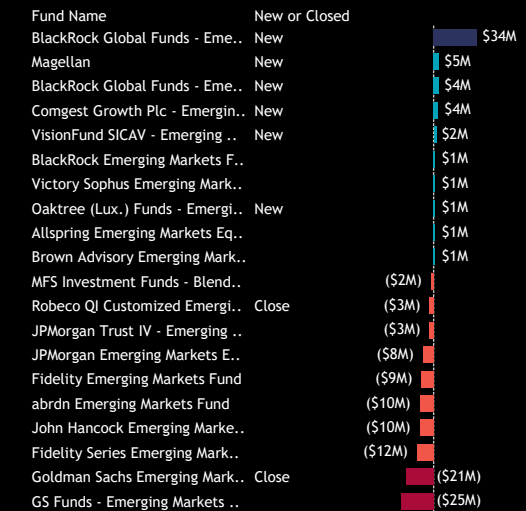 Fund Name New or Closed
BlackRock Global Funds - Eme.. New $34M
Magellan New $5M
BlackRock Global Funds - Eme.. New $4M
Comgest Growth Plc - Emergin.. New $4M
VisionFund SICAV - Emerging .. New $2M
BlackRock Emerging Markets F.. $1M
Victory Sophus Emerging Mark.. $1M
Oaktree (Lux.) Funds - Emergi.. New $1M
Allspring Emerging Markets Eq.. $1M
Brown Advisory Emerging Mark.. $1M
MFS Investment Funds - Blend.. ($2M)
Robeco QI Customized Emergi.. Close ($3M)
JPMorgan Trust IV - Emerging .. ($3M)
JPMorgan Emerging Markets E.. ($8M)
Fidelity Emerging Markets Fund ($9M)
abrdn Emerging Markets Fund ($10M)
John Hancock Emerging Marke.. ($10M)
Fidelity Series Emerging Mark.. ($12M)
Goldman Sachs Emerging Mark.. Close ($21M)
GS Funds - Emerging Markets .. ($25M)